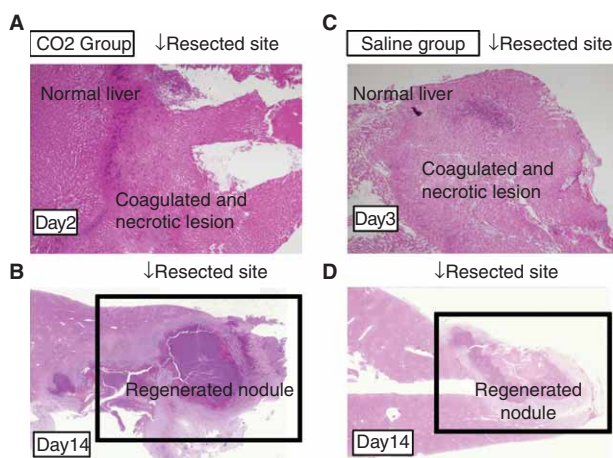 A
CO2 Group
↓Resected site
Normal liver
Coagulated and
necrotic lesion
Day2
B
↓Resected site
Regenerated nodule
Day14
C
Saline group
↓Resected site
Normal liver
Coagulated and
necrotic lesion
Day3
D
↓Resected site
Regenerated
nodule
Day14